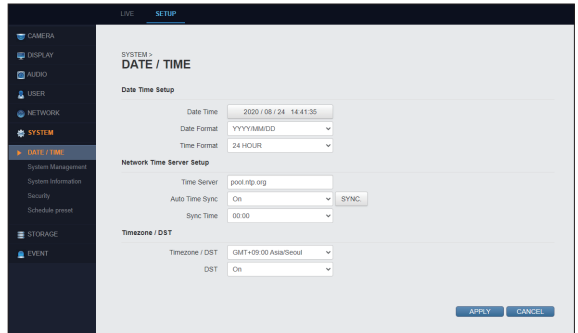 LIVE SETUP
CAMERA
DISPLAY
AUDIO
USER
NETWORK
SYSTEM
DATE / TIME
System Management
System Information
Security
Schedule preset
STORAGE
EVENT
SYSTEM >
DATE / TIME
Date Time Setup
Date Time 2020 / 08 / 24 14:41:35
Date Format YYYY/MM/DD
Time Format 24 HOUR
Network Time Server Setup
Time Server pool.ntp.org
Auto Time Sync On SYNC.
Sync Time 00:00
Timezone / DST
Timezone / DST GMT+09:00 Asia/Seoul
DST On
APPLY CANCEL